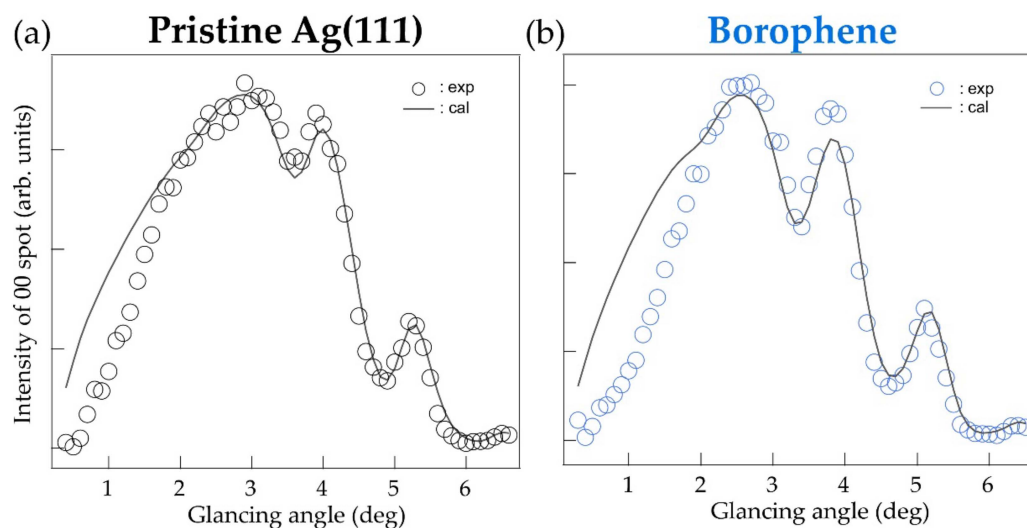 (a) Pristine Ag(111)
Intensity of 00 spot (arb. units)
: exp
: cal
1 2 3 4 5 6
Glancing angle (deg)
(b) Borophene
: exp
: cal
1 2 3 4 5 6
Glancing angle (deg)